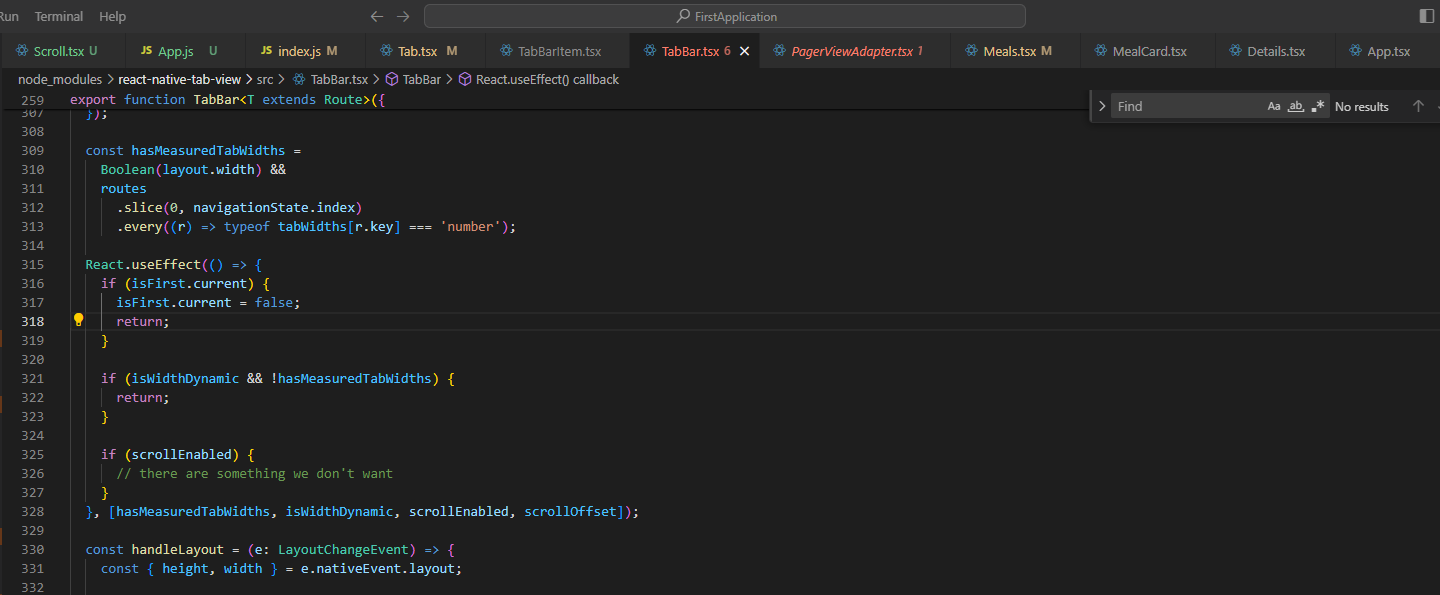 Run Terminal Help FirstApplication
Scroll.tsx U JS App.js U JS index.js M Tab.tsx M TabBarItem.tsx TabBar.tsx 6 PagerViewAdapter.tsx 1 Meals.tsx M MealCard.tsx Details.tsx App.tsx
node_modules > react-native-tab-view > src > TabBar.tsx > TabBar > React.useEffect() callback
259 export function TabBar<T extends Route>({
Find Aa ab .* No results
307 });
308
309 const hasMeasuredTabWidths =
310 Boolean(layout.width) &&
311 routes
312 .slice(0, navigationState.index)
313 .every((r) => typeof tabWidths[r.key] === 'number');
314
315 React.useEffect(() => {
316 if (isFirst.current) {
317 isFirst.current = false;
318 return;
319 }
320
321 if (isWidthDynamic && !hasMeasuredTabWidths) {
322 return;
323 }
324
325 if (scrollEnabled) {
326 // there are something we don't want
327 }
328 }, [hasMeasuredTabWidths, isWidthDynamic, scrollEnabled, scrollOffset]);
329
330 const handleLayout = (e: LayoutChangeEvent) => {
331 const { height, width } = e.nativeEvent.layout;
332